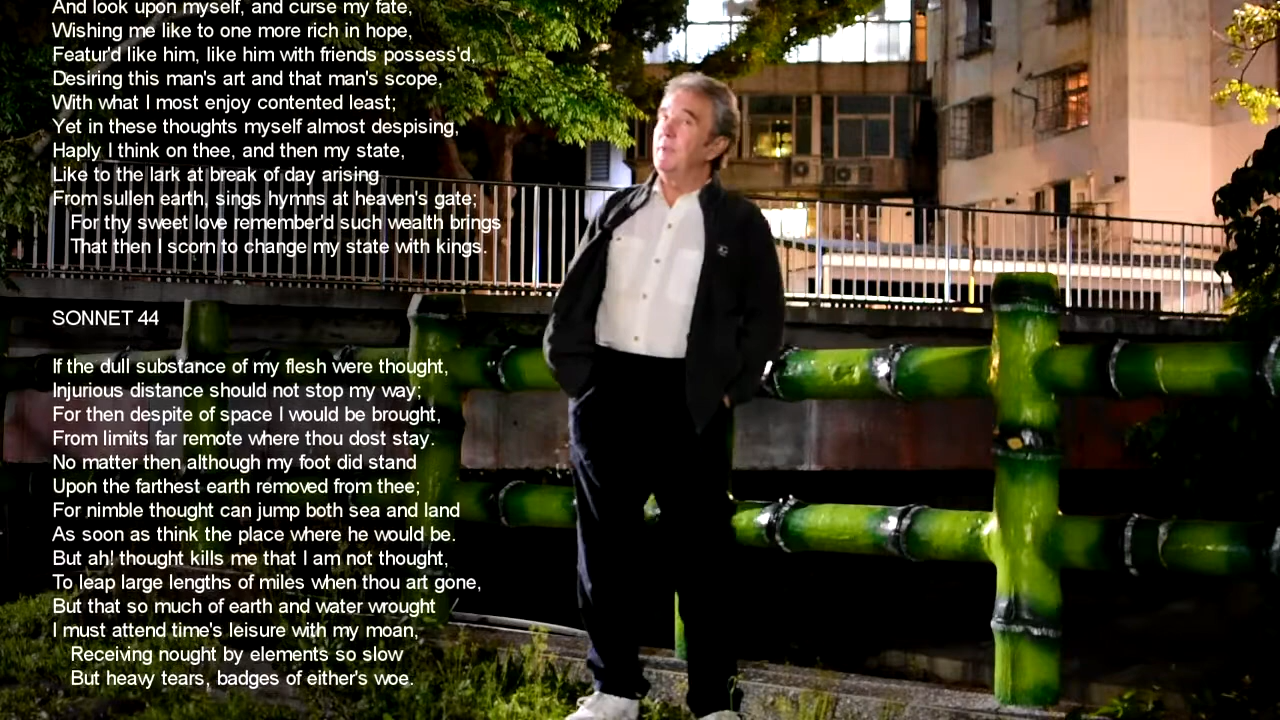 And look upon myself, and curse my fate,
Wishing me like to one more rich in hope,
Featur'd like him, like him with friends possess'd,
Desiring this man's art and that man's scope,
With what I most enjoy contented least;
Yet in these thoughts myself almost despising,
Haply I think on thee, and then my state,
Like to the lark at break of day arising
From sullen earth, sings hymns at heaven's gate;
For thy sweet love remember'd such wealth brings
That then I scorn to change my state with kings.
SONNET 44
If the dull substance of my flesh were thought,
Injurious distance should not stop my way;
For then despite of space I would be brought,
From limits far remote where thou dost stay.
No matter then although my foot did stand
Upon the farthest earth removed from thee;
For nimble thought can jump both sea and land
As soon as think the place where he would be.
But ah! thought kills me that I am not thought,
To leap large lengths of miles when thou art gone,
But that so much of earth and water wrought
I must attend time's leisure with my moan,
Receiving nought by elements so slow
But heavy tears, badges of either's woe.